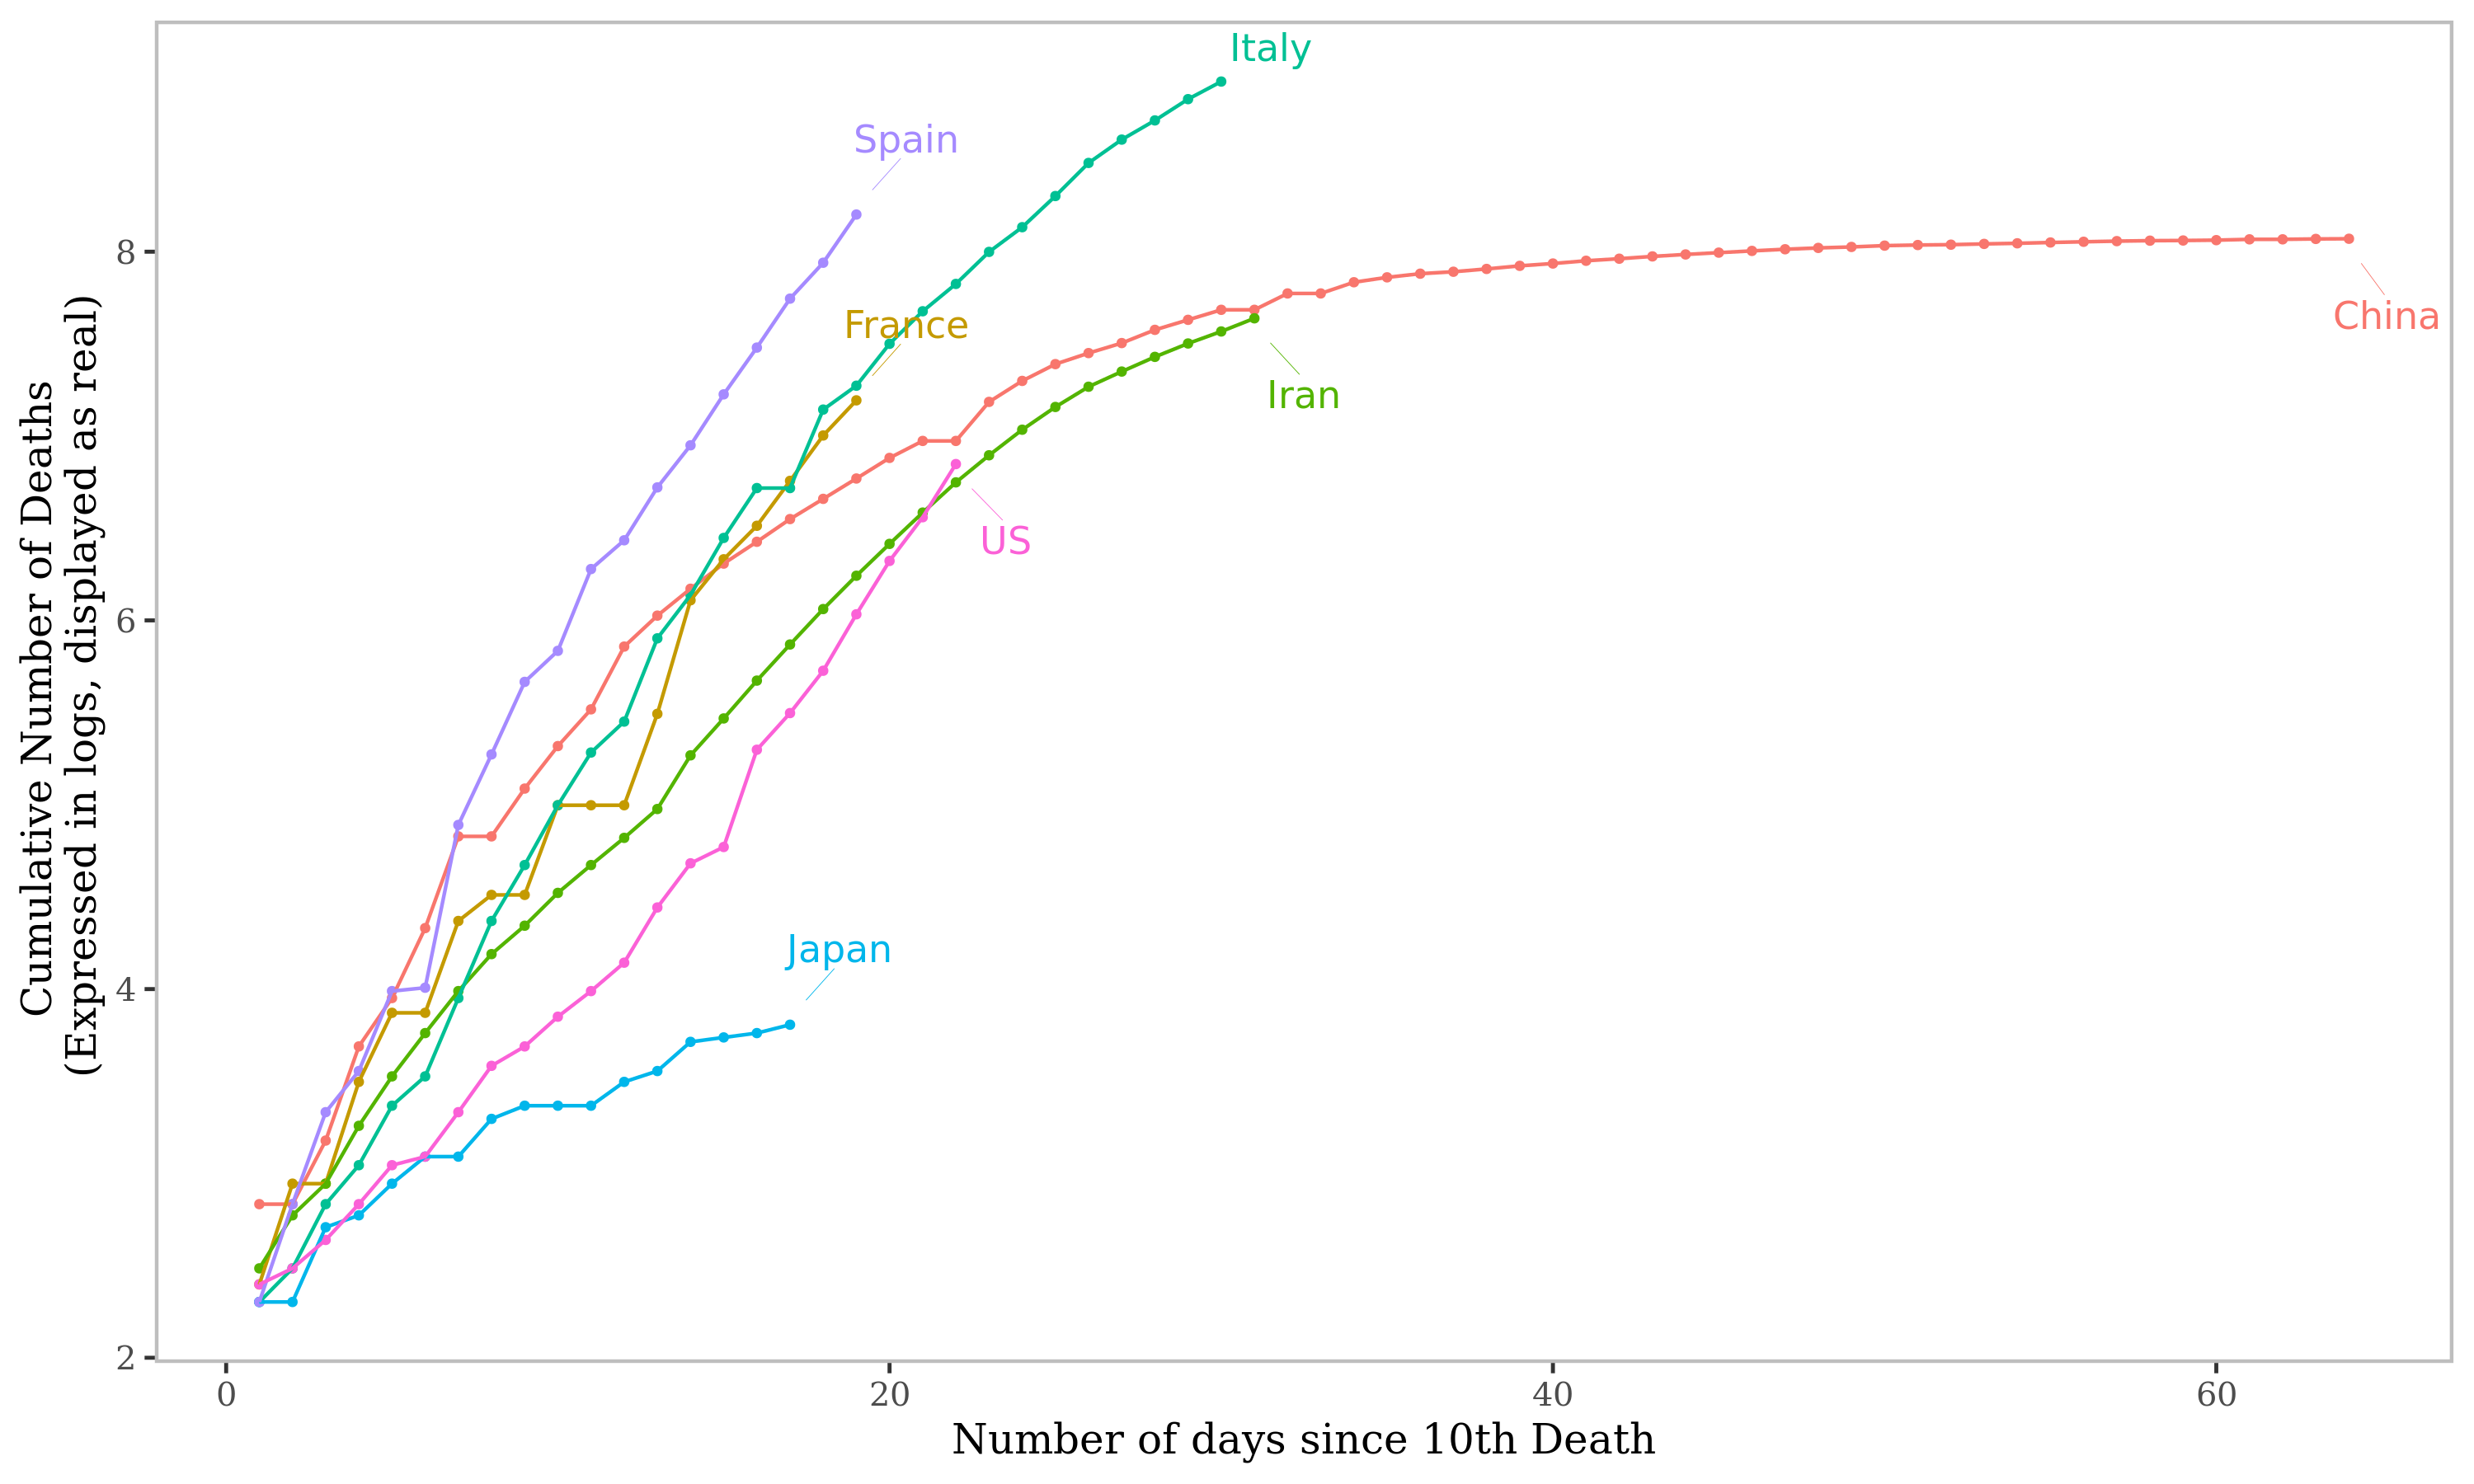 Italy
Spain
France
China
Iran
US
Japan
Cumulative Number of Deaths
(Expressed in logs, displayed as real)
8
6
4
2
0
20
40
60
Number of days since 10th Death